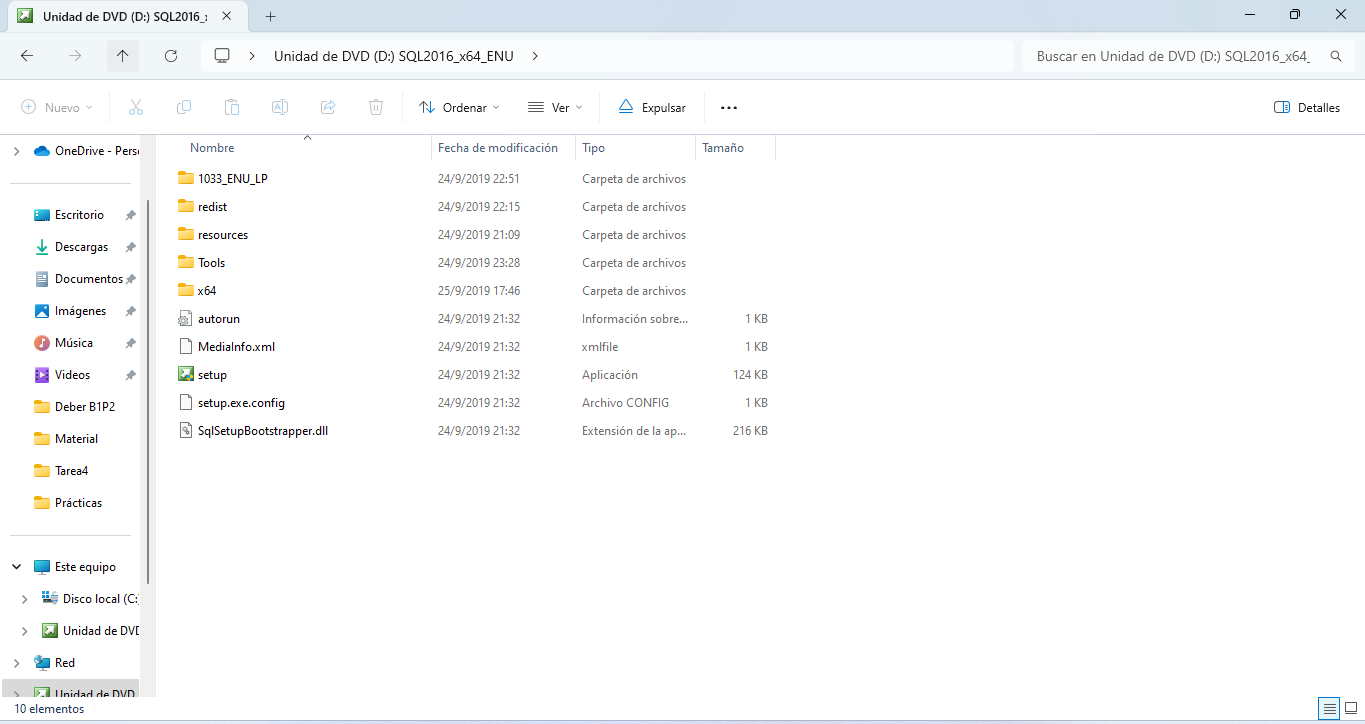 Unidad de DVD (D:) SQL2016_x
Unidad de DVD (D:) SQL2016_x64_ENU
Buscar en Unidad de DVD (D:) SQL2016_x64_
Nuevo
Ordenar
Ver
Expulsar
Detalles
OneDrive - Perso
Escritorio
Descargas
Documentos
Imágenes
Música
Videos
Deber B1P2
Material
Tarea4
Prácticas
Este equipo
Disco local (C:)
Unidad de DVD
Red
Unidad de DVD
Nombre Fecha de modificación Tipo Tamaño
1033_ENU_LP 24/9/2019 22:51 Carpeta de archivos
redist 24/9/2019 22:15 Carpeta de archivos
resources 24/9/2019 21:09 Carpeta de archivos
Tools 24/9/2019 23:28 Carpeta de archivos
x64 25/9/2019 17:46 Carpeta de archivos
autorun 24/9/2019 21:32 Información sobre... 1 KB
MediaInfo.xml 24/9/2019 21:32 xmlfile 1 KB
setup 24/9/2019 21:32 Aplicación 124 KB
setup.exe.config 24/9/2019 21:32 Archivo CONFIG 1 KB
SqlSetupBootstrapper.dll 24/9/2019 21:32 Extensión de la ap... 216 KB
10 elementos